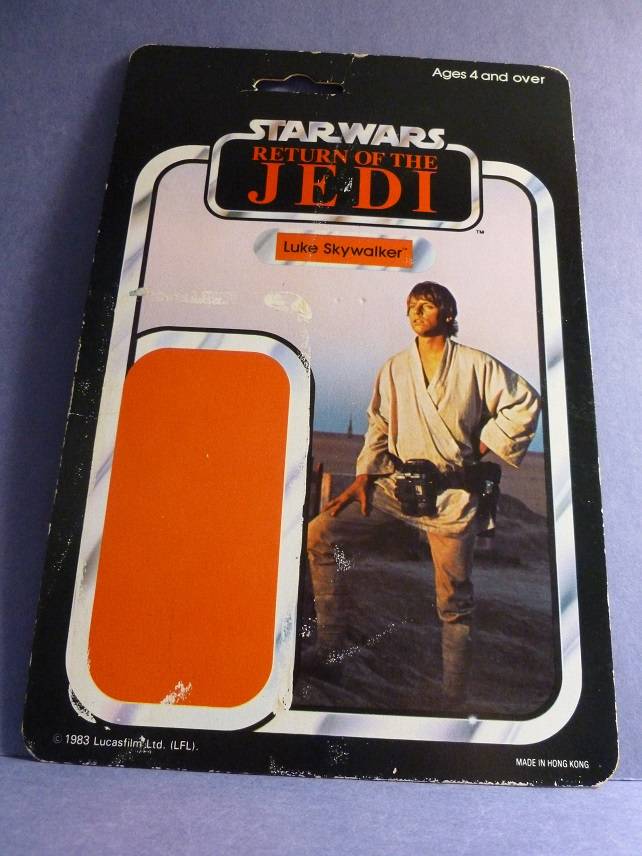 Ages 4 and over
STAR WARS
RETURN OF THE
JEDI
TM
Luke Skywalker™
© 1983 Lucasfilm Ltd. (LFL).
MADE IN HONG KONG